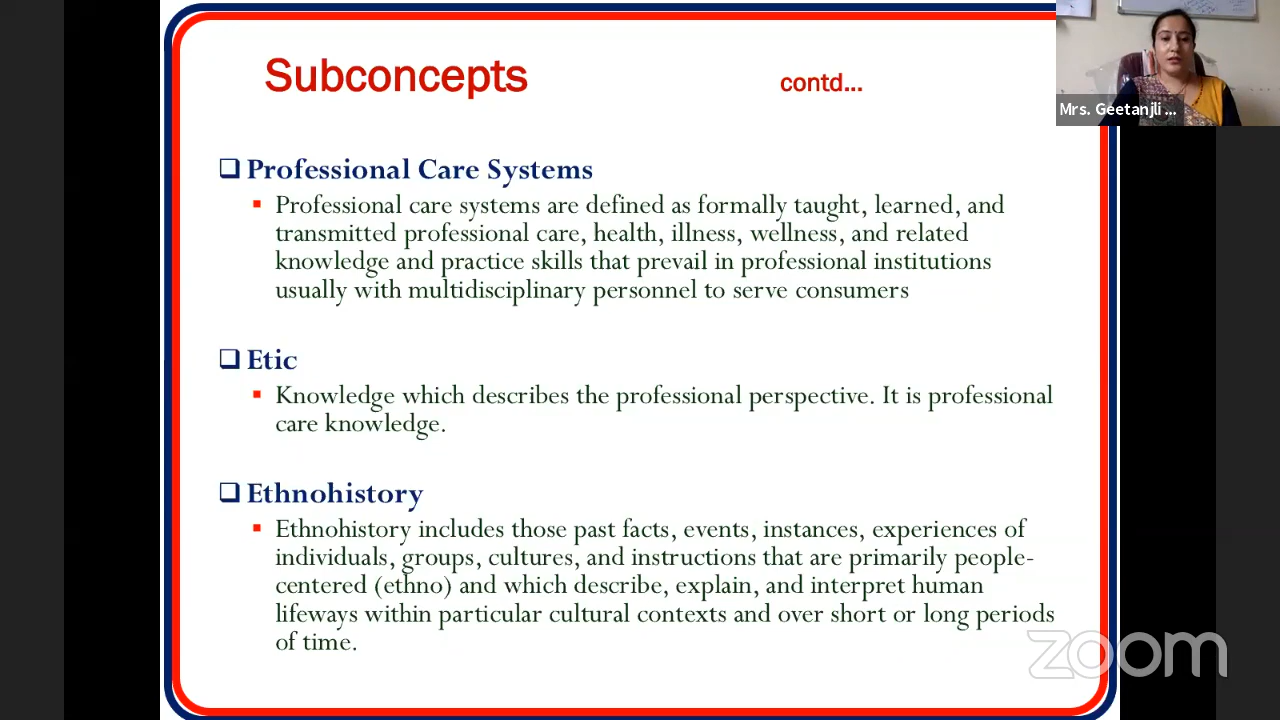 Subconcepts contd...
Mrs. Geetanjli ...
❑ Professional Care Systems
▪ Professional care systems are defined as formally taught, learned, and
transmitted professional care, health, illness, wellness, and related
knowledge and practice skills that prevail in professional institutions
usually with multidisciplinary personnel to serve consumers
❑ Etic
▪ Knowledge which describes the professional perspective. It is professional
care knowledge.
❑ Ethnohistory
▪ Ethnohistory includes those past facts, events, instances, experiences of
individuals, groups, cultures, and instructions that are primarily people-
centered (ethno) and which describe, explain, and interpret human
lifeways within particular cultural contexts and over short or long periods
of time.
zoom